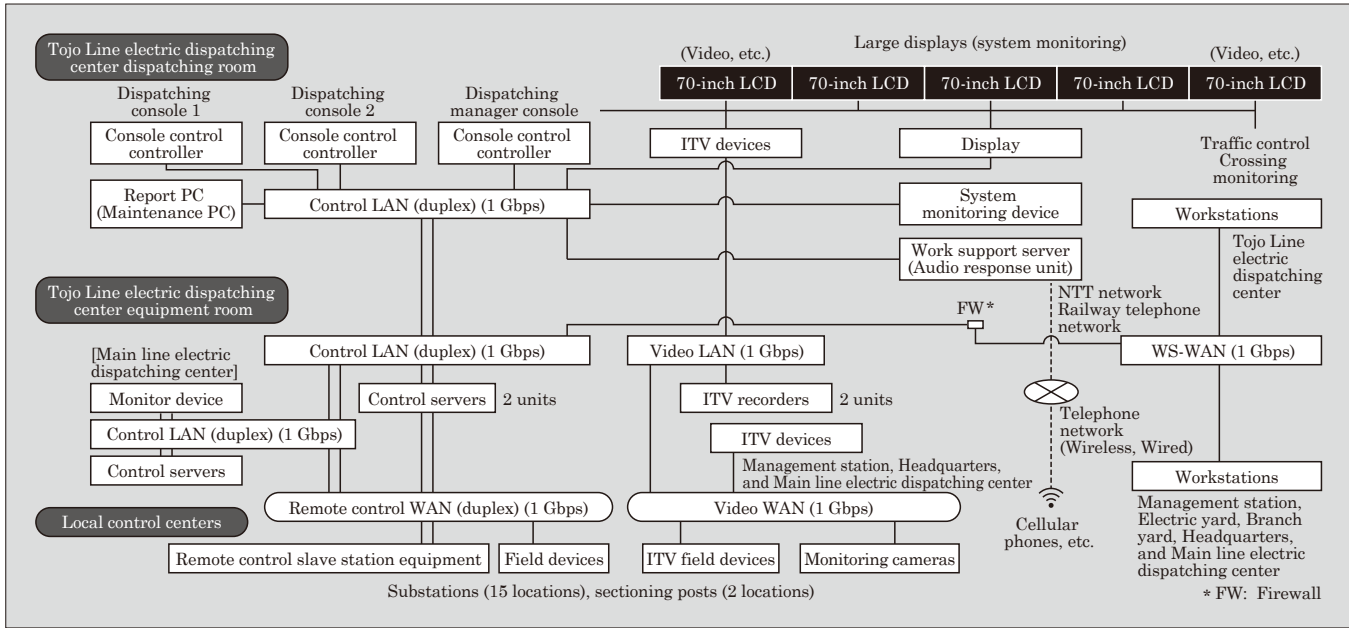 Tojo Line electric dispatching
center dispatching room
Large displays (system monitoring)
(Video, etc.)
(Video, etc.)
70-inch LCD
70-inch LCD
70-inch LCD
70-inch LCD
70-inch LCD
Dispatching
console 1
Dispatching
console 2
Dispatching
manager console
Console control
controller
Console control
controller
Console control
controller
ITV devices
Display
Traffic control
Crossing
monitoring
Report PC
(Maintenance PC)
Control LAN (duplex) (1 Gbps)
System
monitoring device
Workstations
Tojo Line
electric
dispatching
center
Work support server
(Audio response unit)
Tojo Line electric dispatching
center equipment room
NTT network
Railway telephone
network
FW*
[Main line electric
dispatching center]
Control LAN (duplex) (1 Gbps)
Video LAN (1 Gbps)
WS-WAN (1 Gbps)
Monitor device
Control servers
2 units
ITV recorders
2 units
Control LAN (duplex) (1 Gbps)
ITV devices
Telephone
network
(Wireless, Wired)
Control servers
Management station, Headquarters,
and Main line electric dispatching center
Workstations
Local control centers
Remote control WAN (duplex) (1 Gbps)
Video WAN (1 Gbps)
Cellular
phones, etc.
Management station,
Electric yard, Branch
yard, Headquarters,
and Main line electric
dispatching center
Remote control slave station equipment
Field devices
ITV field devices
Monitoring cameras
Substations (15 locations), sectioning posts (2 locations)
* FW: Firewall